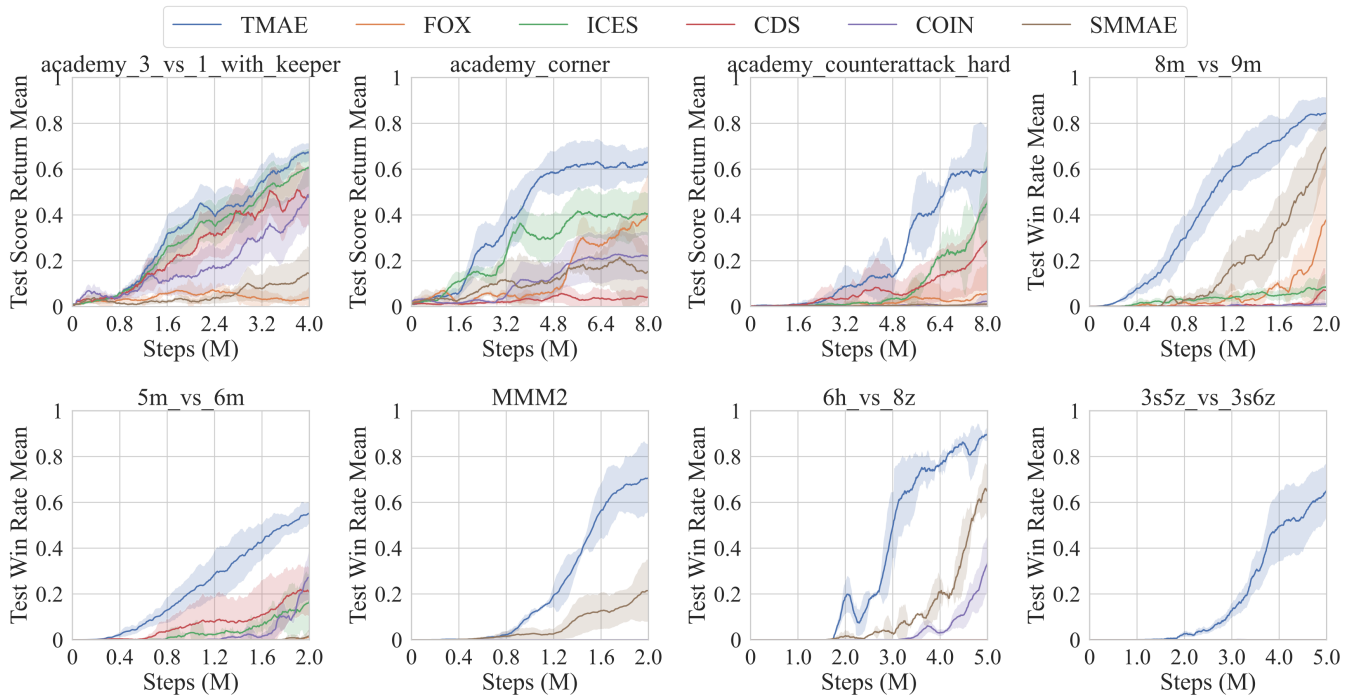 TMAE FOX ICES CDS COIN SMMAE
academy_3_vs_1_with_keeper academy_corner academy_counterattack_hard 8m_vs_9m
Test Score Return Mean
1
0.8
0.6
0.4
0.2
0
0 0.8 1.6 2.4 3.2 4.0
Steps (M)
Test Score Return Mean
1
0.8
0.6
0.4
0.2
0
0 1.6 3.2 4.8 6.4 8.0
Steps (M)
Test Score Return Mean
1
0.8
0.6
0.4
0.2
0
0 1.6 3.2 4.8 6.4 8.0
Steps (M)
Test Win Rate Mean
1
0.8
0.6
0.4
0.2
0
0 0.4 0.8 1.2 1.6 2.0
Steps (M)
5m_vs_6m MMM2 6h_vs_8z 3s5z_vs_3s6z
Test Win Rate Mean
1
0.8
0.6
0.4
0.2
0
0 0.4 0.8 1.2 1.6 2.0
Steps (M)
Test Win Rate Mean
1
0.8
0.6
0.4
0.2
0
0 0.4 0.8 1.2 1.6 2.0
Steps (M)
Test Win Rate Mean
1
0.8
0.6
0.4
0.2
0
0 1.0 2.0 3.0 4.0 5.0
Steps (M)
Test Win Rate Mean
1
0.8
0.6
0.4
0.2
0
0 1.0 2.0 3.0 4.0 5.0
Steps (M)